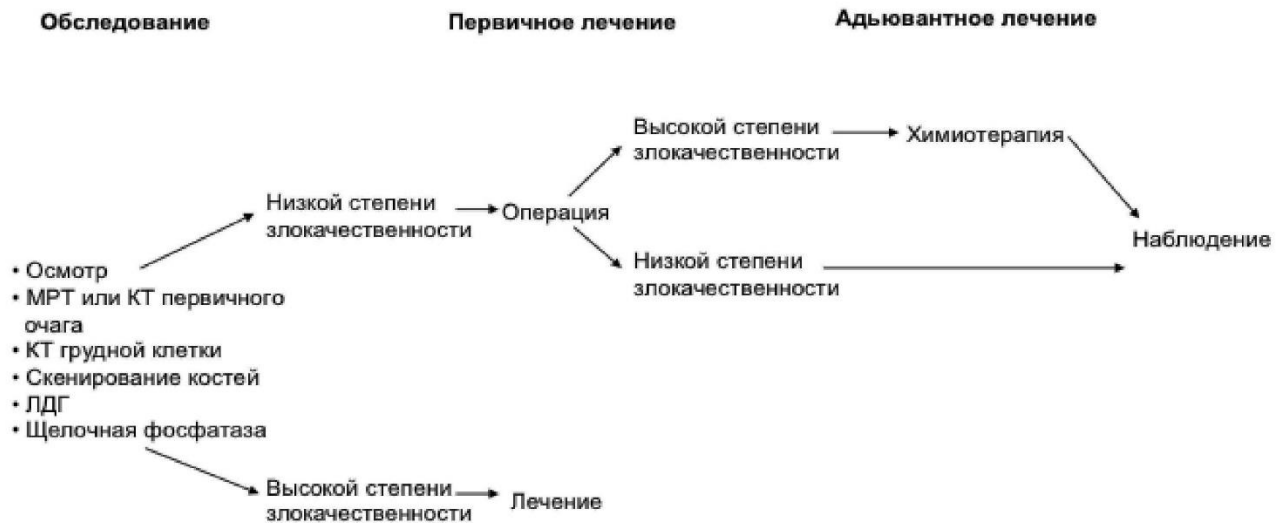 Обследование
Первичное лечение
Адьювантное лечение
Высокой степени
злокачественности
Химиотерапия
Низкой степени
злокачественности
Операция
Наблюдение
Низкой степени
злокачественности
• Осмотр
• МРТ или КТ первичного
очага
• КТ грудной клетки
• Скенирование костей
• ЛДГ
• Щелочная фосфатаза
Высокой степени
злокачественности
Лечение